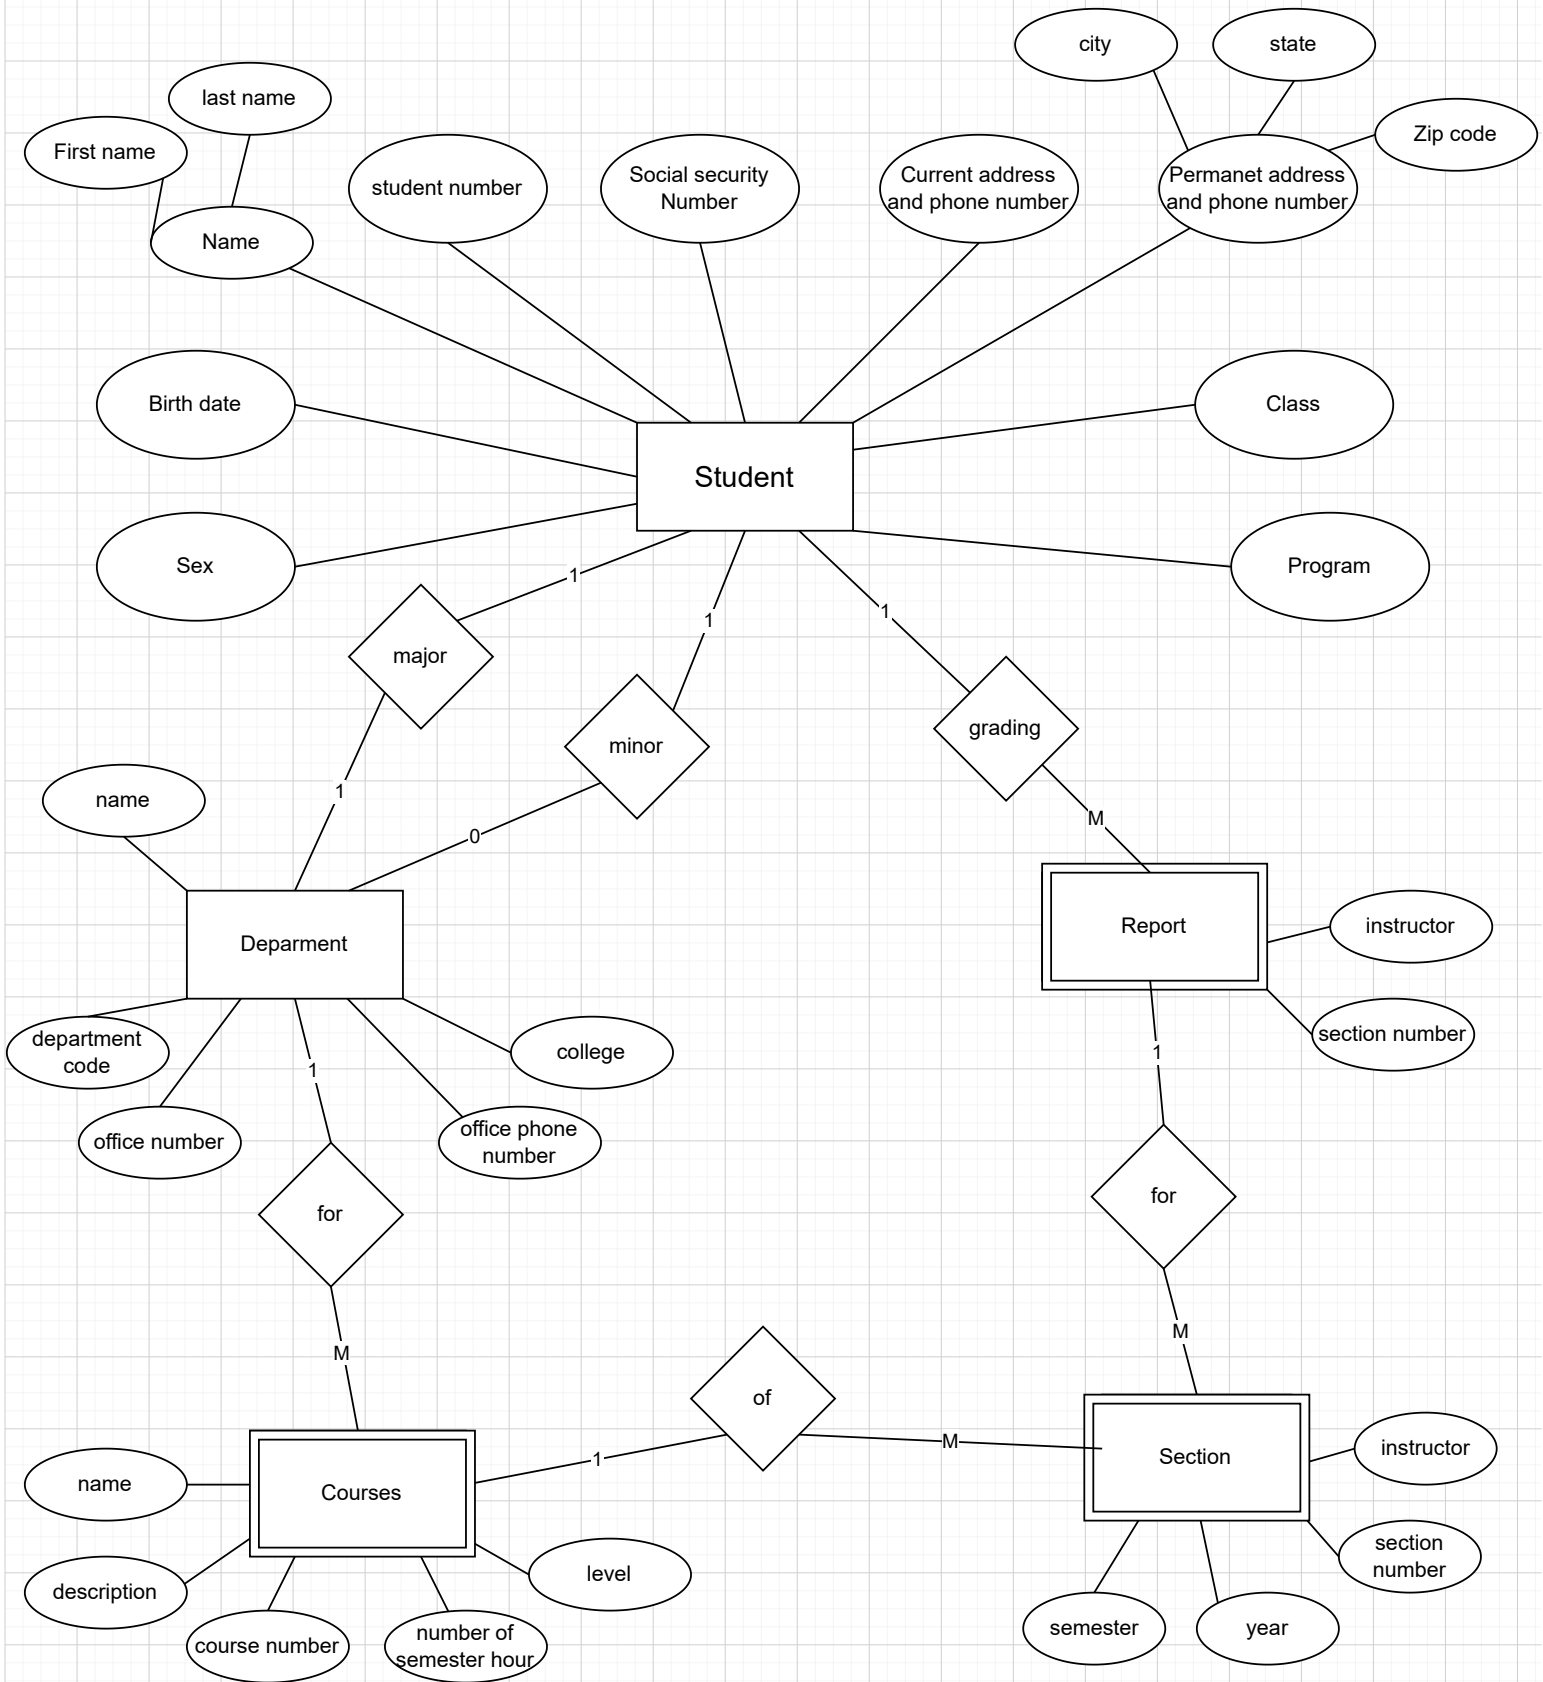 city
state
last name
Zip code
First name
student number
Social security
Number
Current address
and phone number
Permanet address
and phone number
Name
Birth date
Class
Student
Sex
Program
1
1
1
major
minor
grading
1
name
M
0
Report
instructor
Deparment
section number
department
code
1
college
1
office number
office phone
number
for
for
M
M
of
1
M
instructor
Section
name
Courses
section
number
description
level
semester
year
course number
number of
semester hour